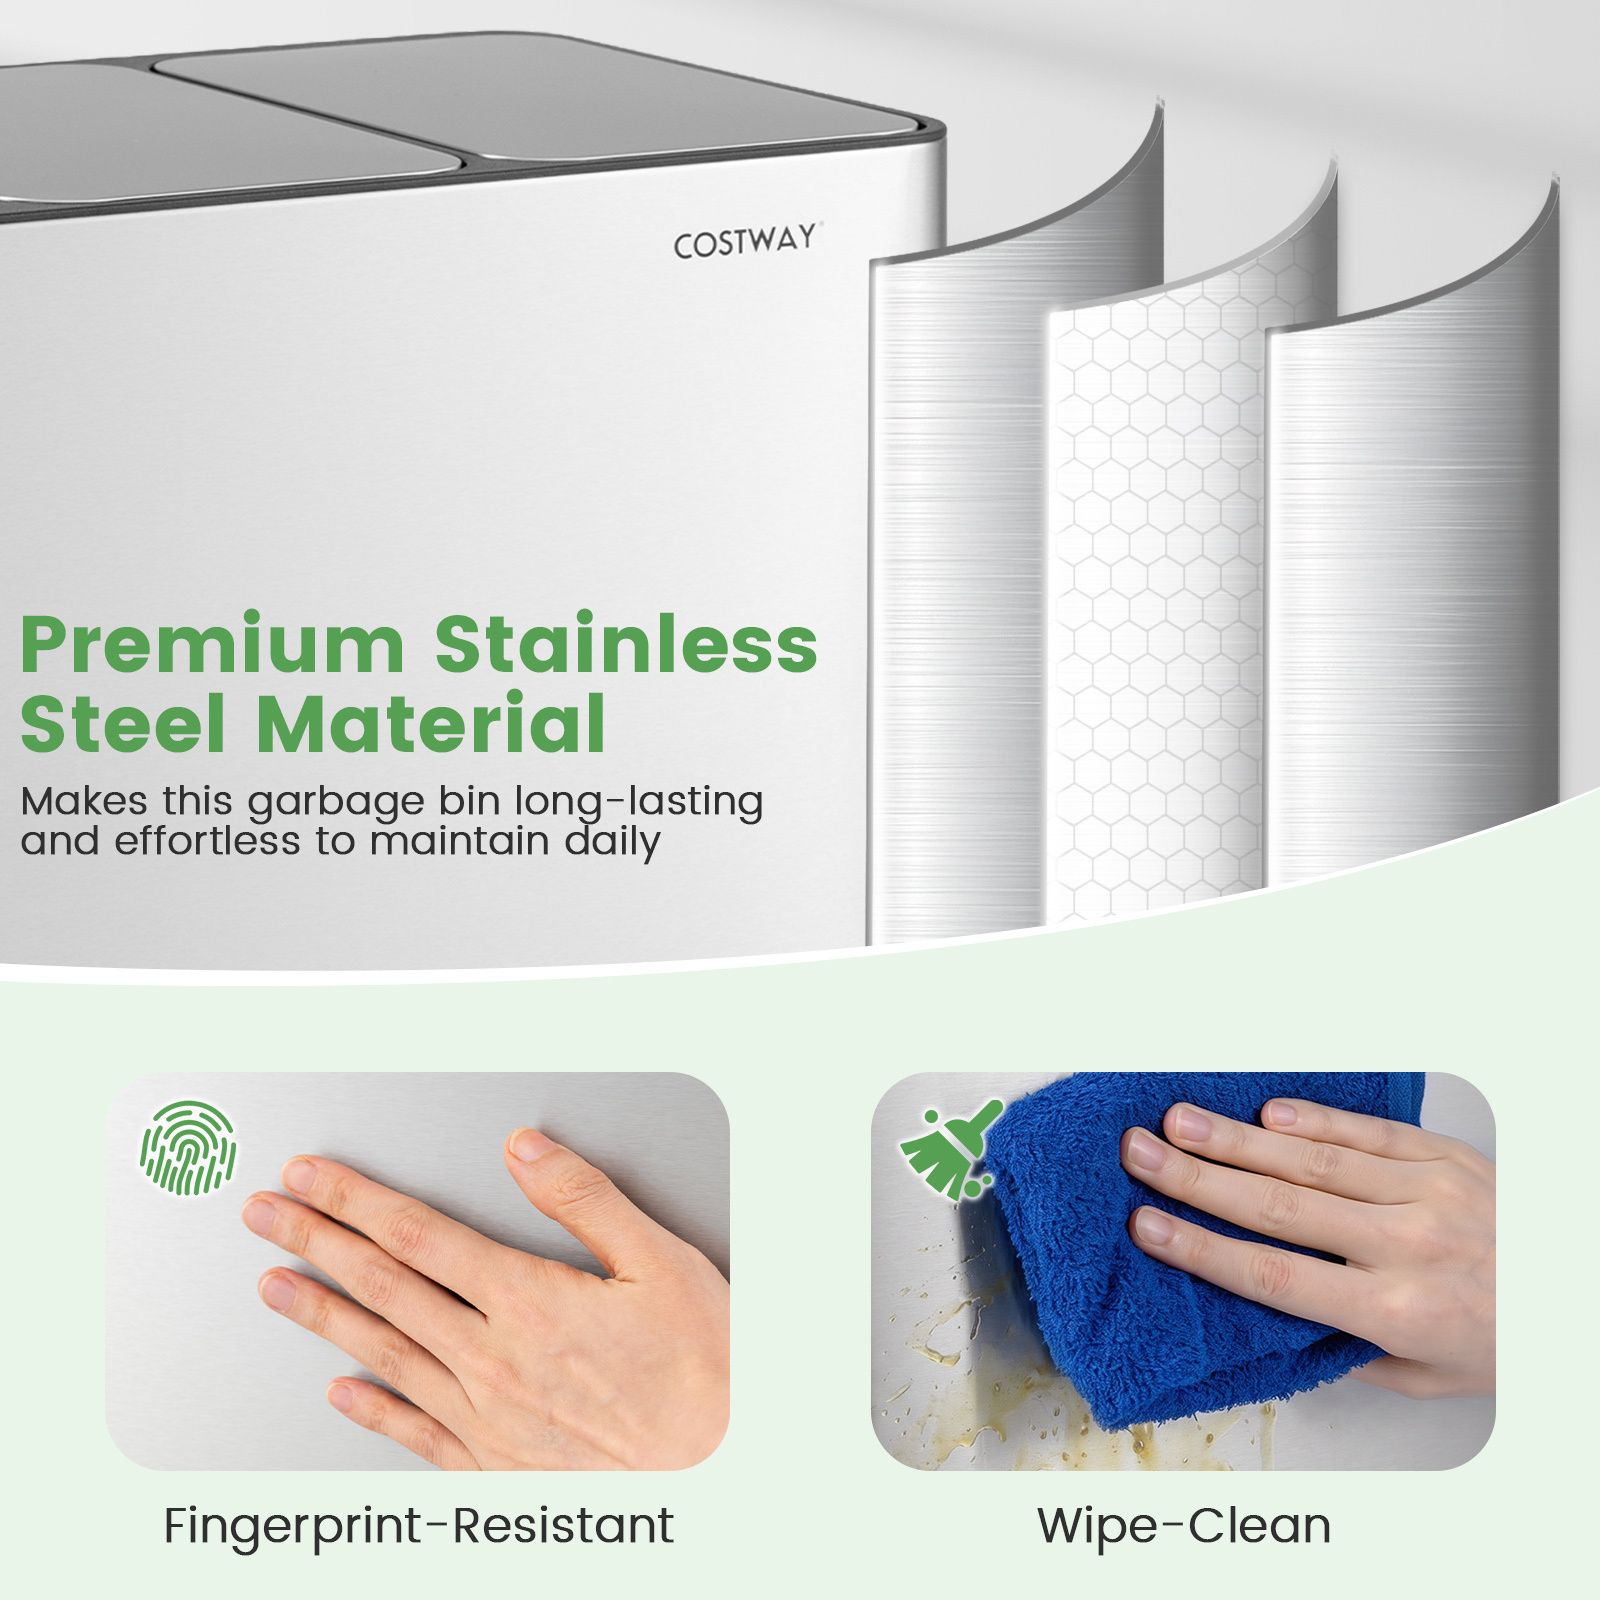 COSTWAY
Premium Stainless
Steel Material
Makes this garbage bin long-lasting
and effortless to maintain daily
Fingerprint-Resistant
Wipe-Clean